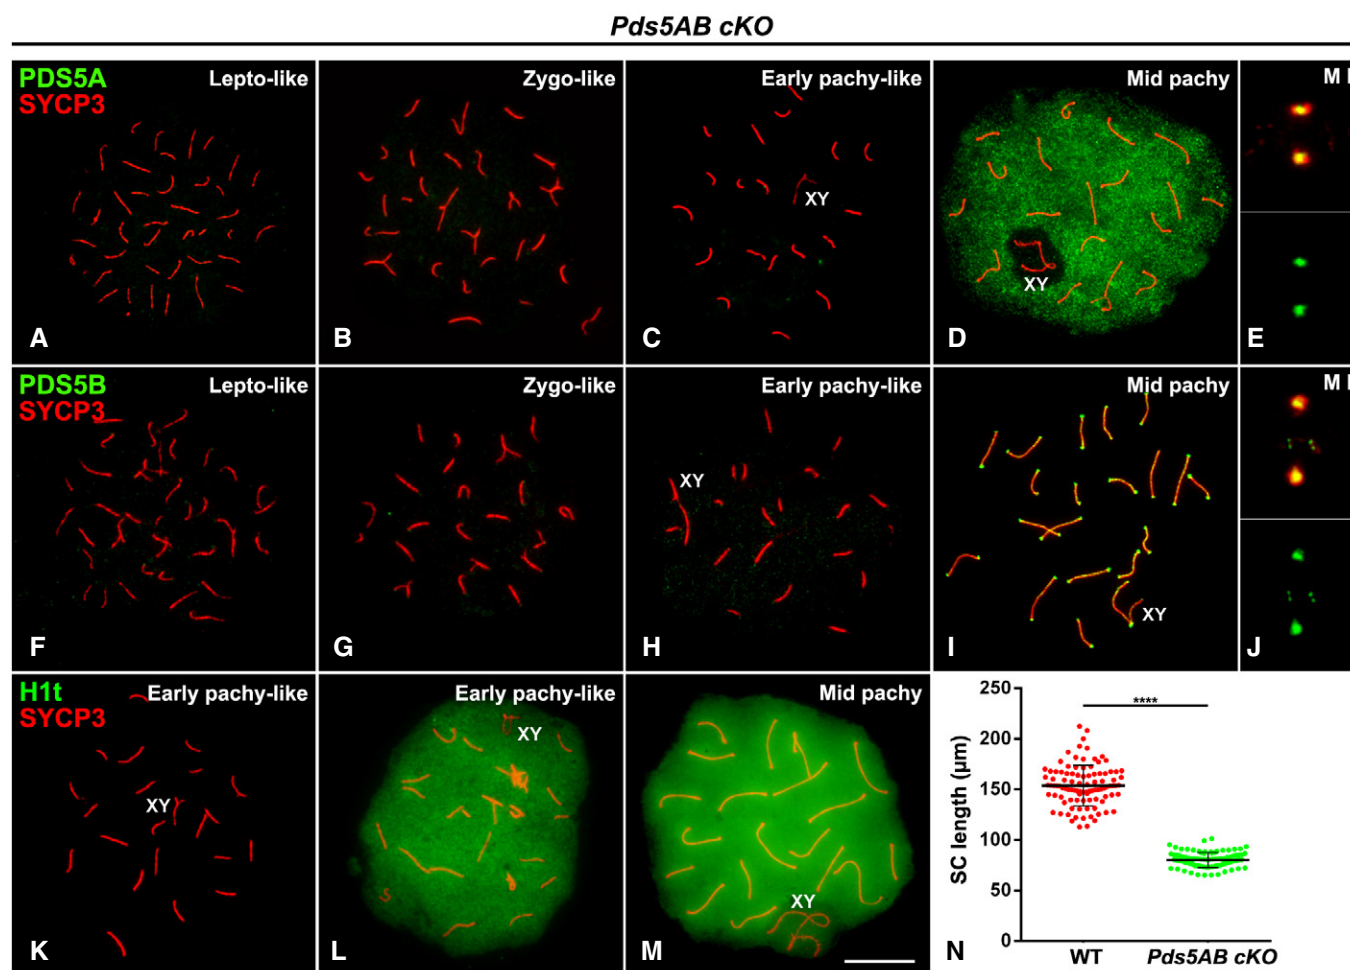 Pds5AB cKO
PDS5A
SYCP3
Lepto-like
A
Zygo-like
B
Early pachy-like
XY
C
Mid pachy
XY
D
M I
E
PDS5B
SYCP3
Lepto-like
F
Zygo-like
G
Early pachy-like
XY
H
Mid pachy
XY
I
M I
J
H1t
SYCP3
Early pachy-like
XY
K
Early pachy-like
XY
L
Mid pachy
XY
M
250
200
150
100
50
0
SC length (µm)
****
WT
Pds5AB cKO
N